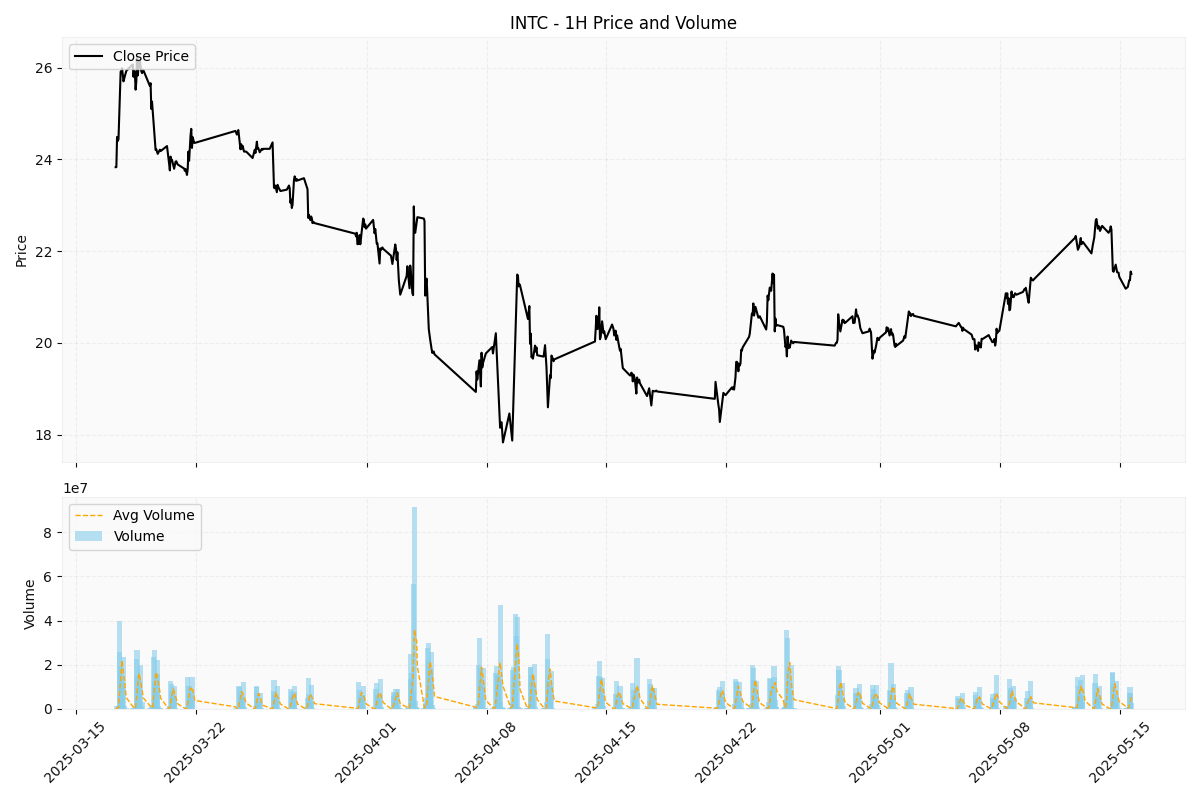 INTC - 1H Price and Volume
Close Price
26
24
22
20
18
Price
1e7
Avg Volume
Volume
8
6
4
2
0
Volume
2025-03-15
2025-03-22
2025-04-01
2025-04-08
2025-04-15
2025-04-22
2025-05-01
2025-05-08
2025-05-15